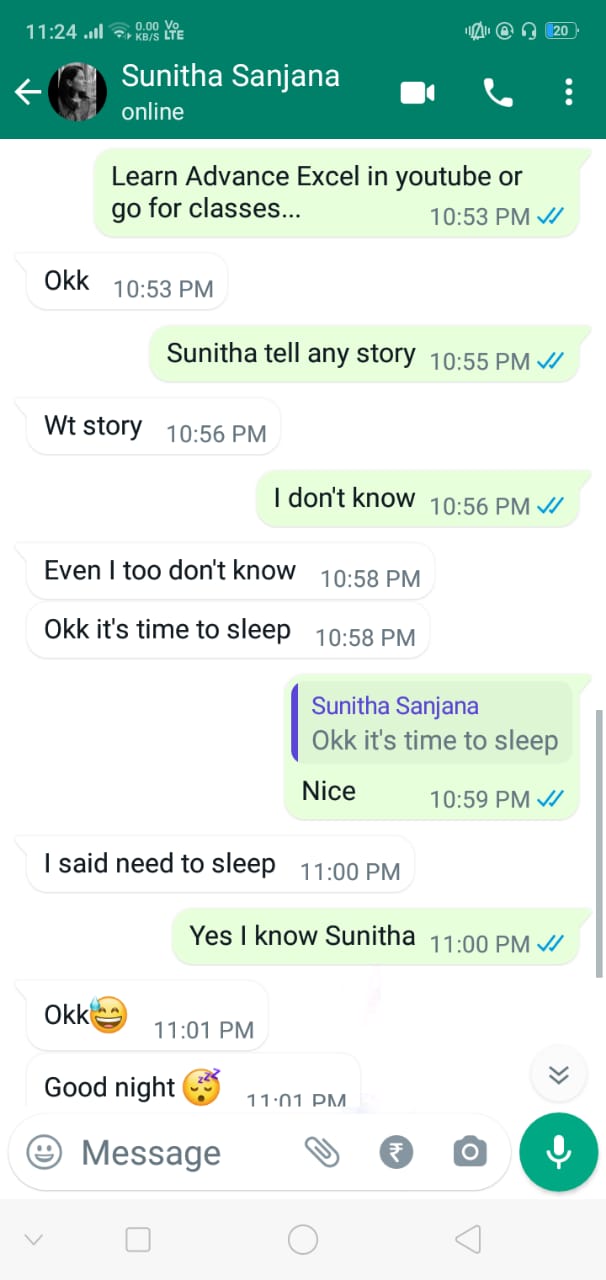 11:24 0.00 KB/S Vo LTE 20
Sunitha Sanjana
online
Learn Advance Excel in youtube or
go for classes... 10:53 PM
Okk 10:53 PM
Sunitha tell any story 10:55 PM
Wt story 10:56 PM
I don't know 10:56 PM
Even I too don't know 10:58 PM
Okk it's time to sleep 10:58 PM
Sunitha Sanjana
Okk it's time to sleep
Nice 10:59 PM
I said need to sleep 11:00 PM
Yes I know Sunitha 11:00 PM
Okk😅 11:01 PM
Good night 😴 11:01 PM
Message ₹